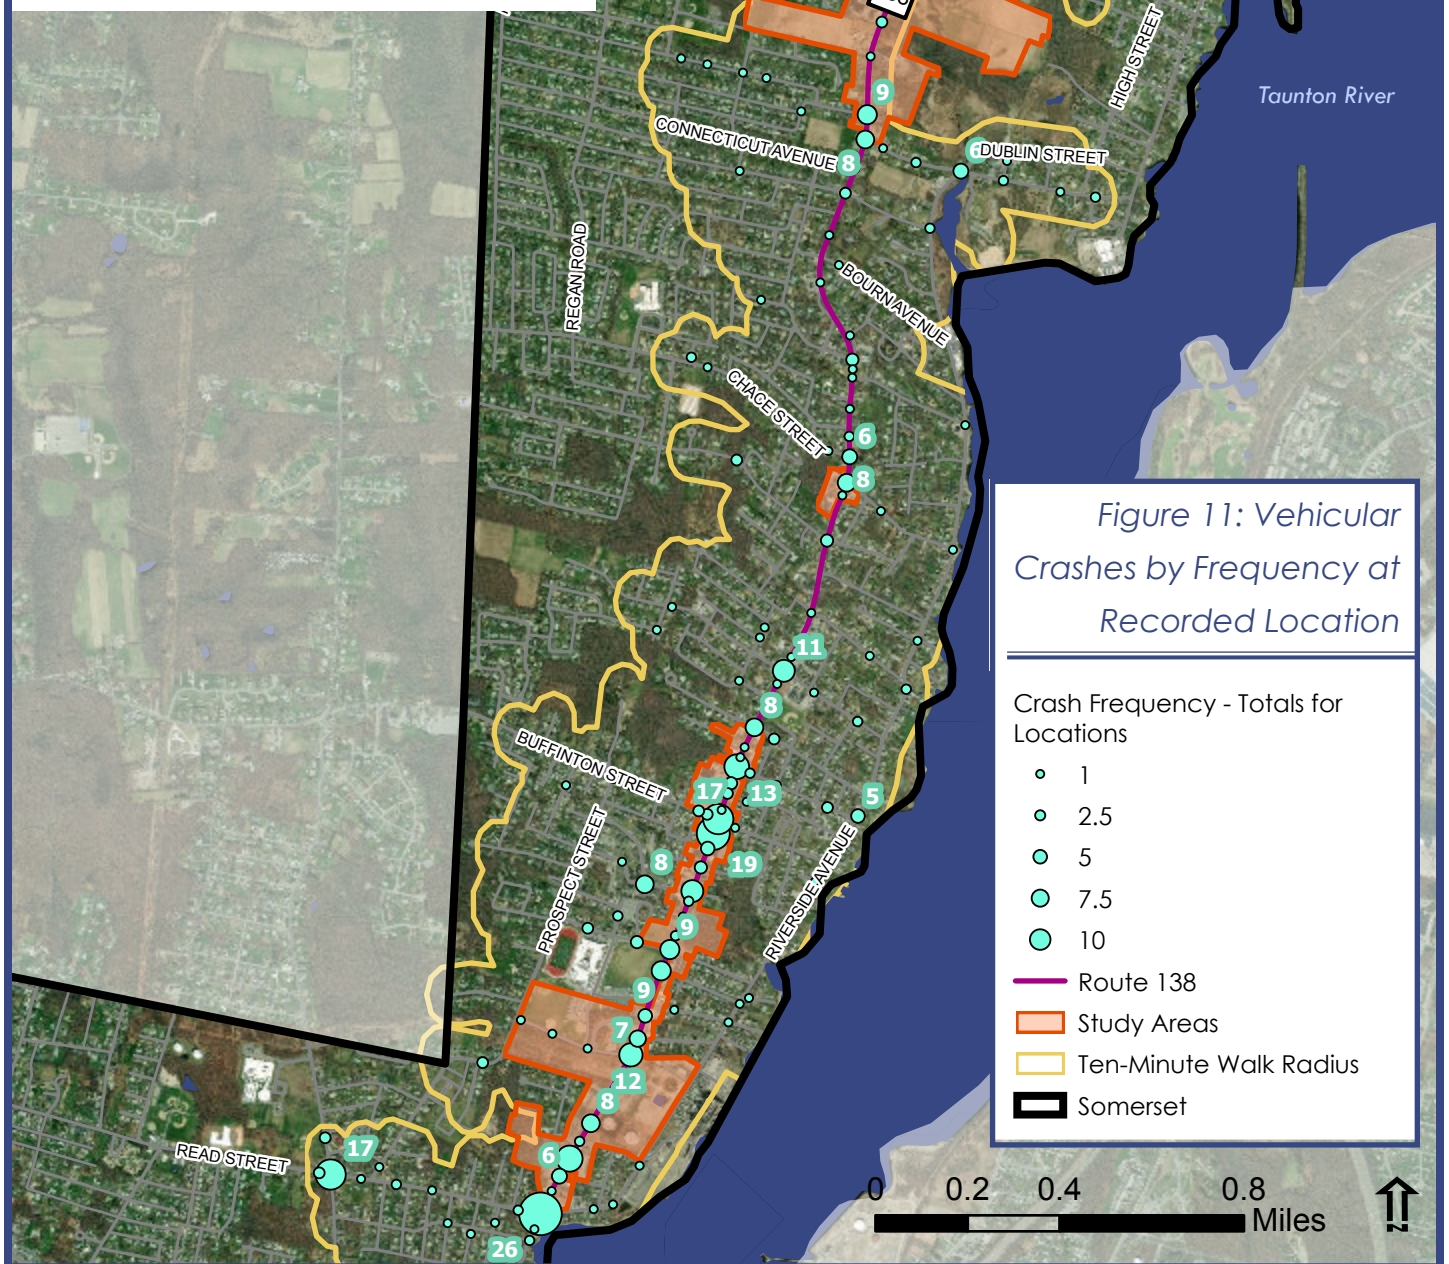 HIGH STREET
Taunton River
9
CONNECTICUT AVENUE
8
6
DUBLIN STREET
REGAN ROAD
BOURN AVENUE
CHACE STREET
6
8
Figure 11: Vehicular
Crashes by Frequency at
Recorded Location
Crash Frequency - Totals for
Locations
1
2.5
5
7.5
10
Route 138
Study Areas
Ten-Minute Walk Radius
Somerset
11
8
BUFFINTON STREET
17
13
5
PROSPECT STREET
8
19
RIVERSIDE AVENUE
9
9
7
12
8
READ STREET
17
6
26
0 0.2 0.4 0.8
Miles